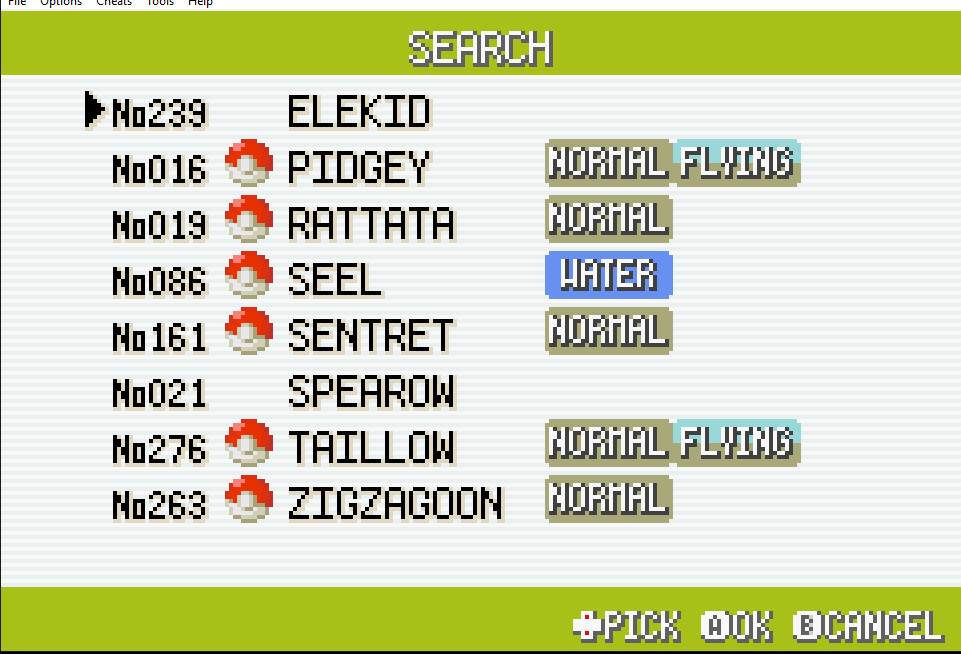 File Options Cheats Tools Help
SEARCH
No239 ELEKID
No016 PIDGEY NORMAL FLYING
No019 RATTATA NORMAL
No086 SEEL WATER
No161 SENTRET NORMAL
No021 SPEAROW
No276 TAILLOW NORMAL FLYING
No263 ZIGZAGOON NORMAL
PICK A OK B CANCEL